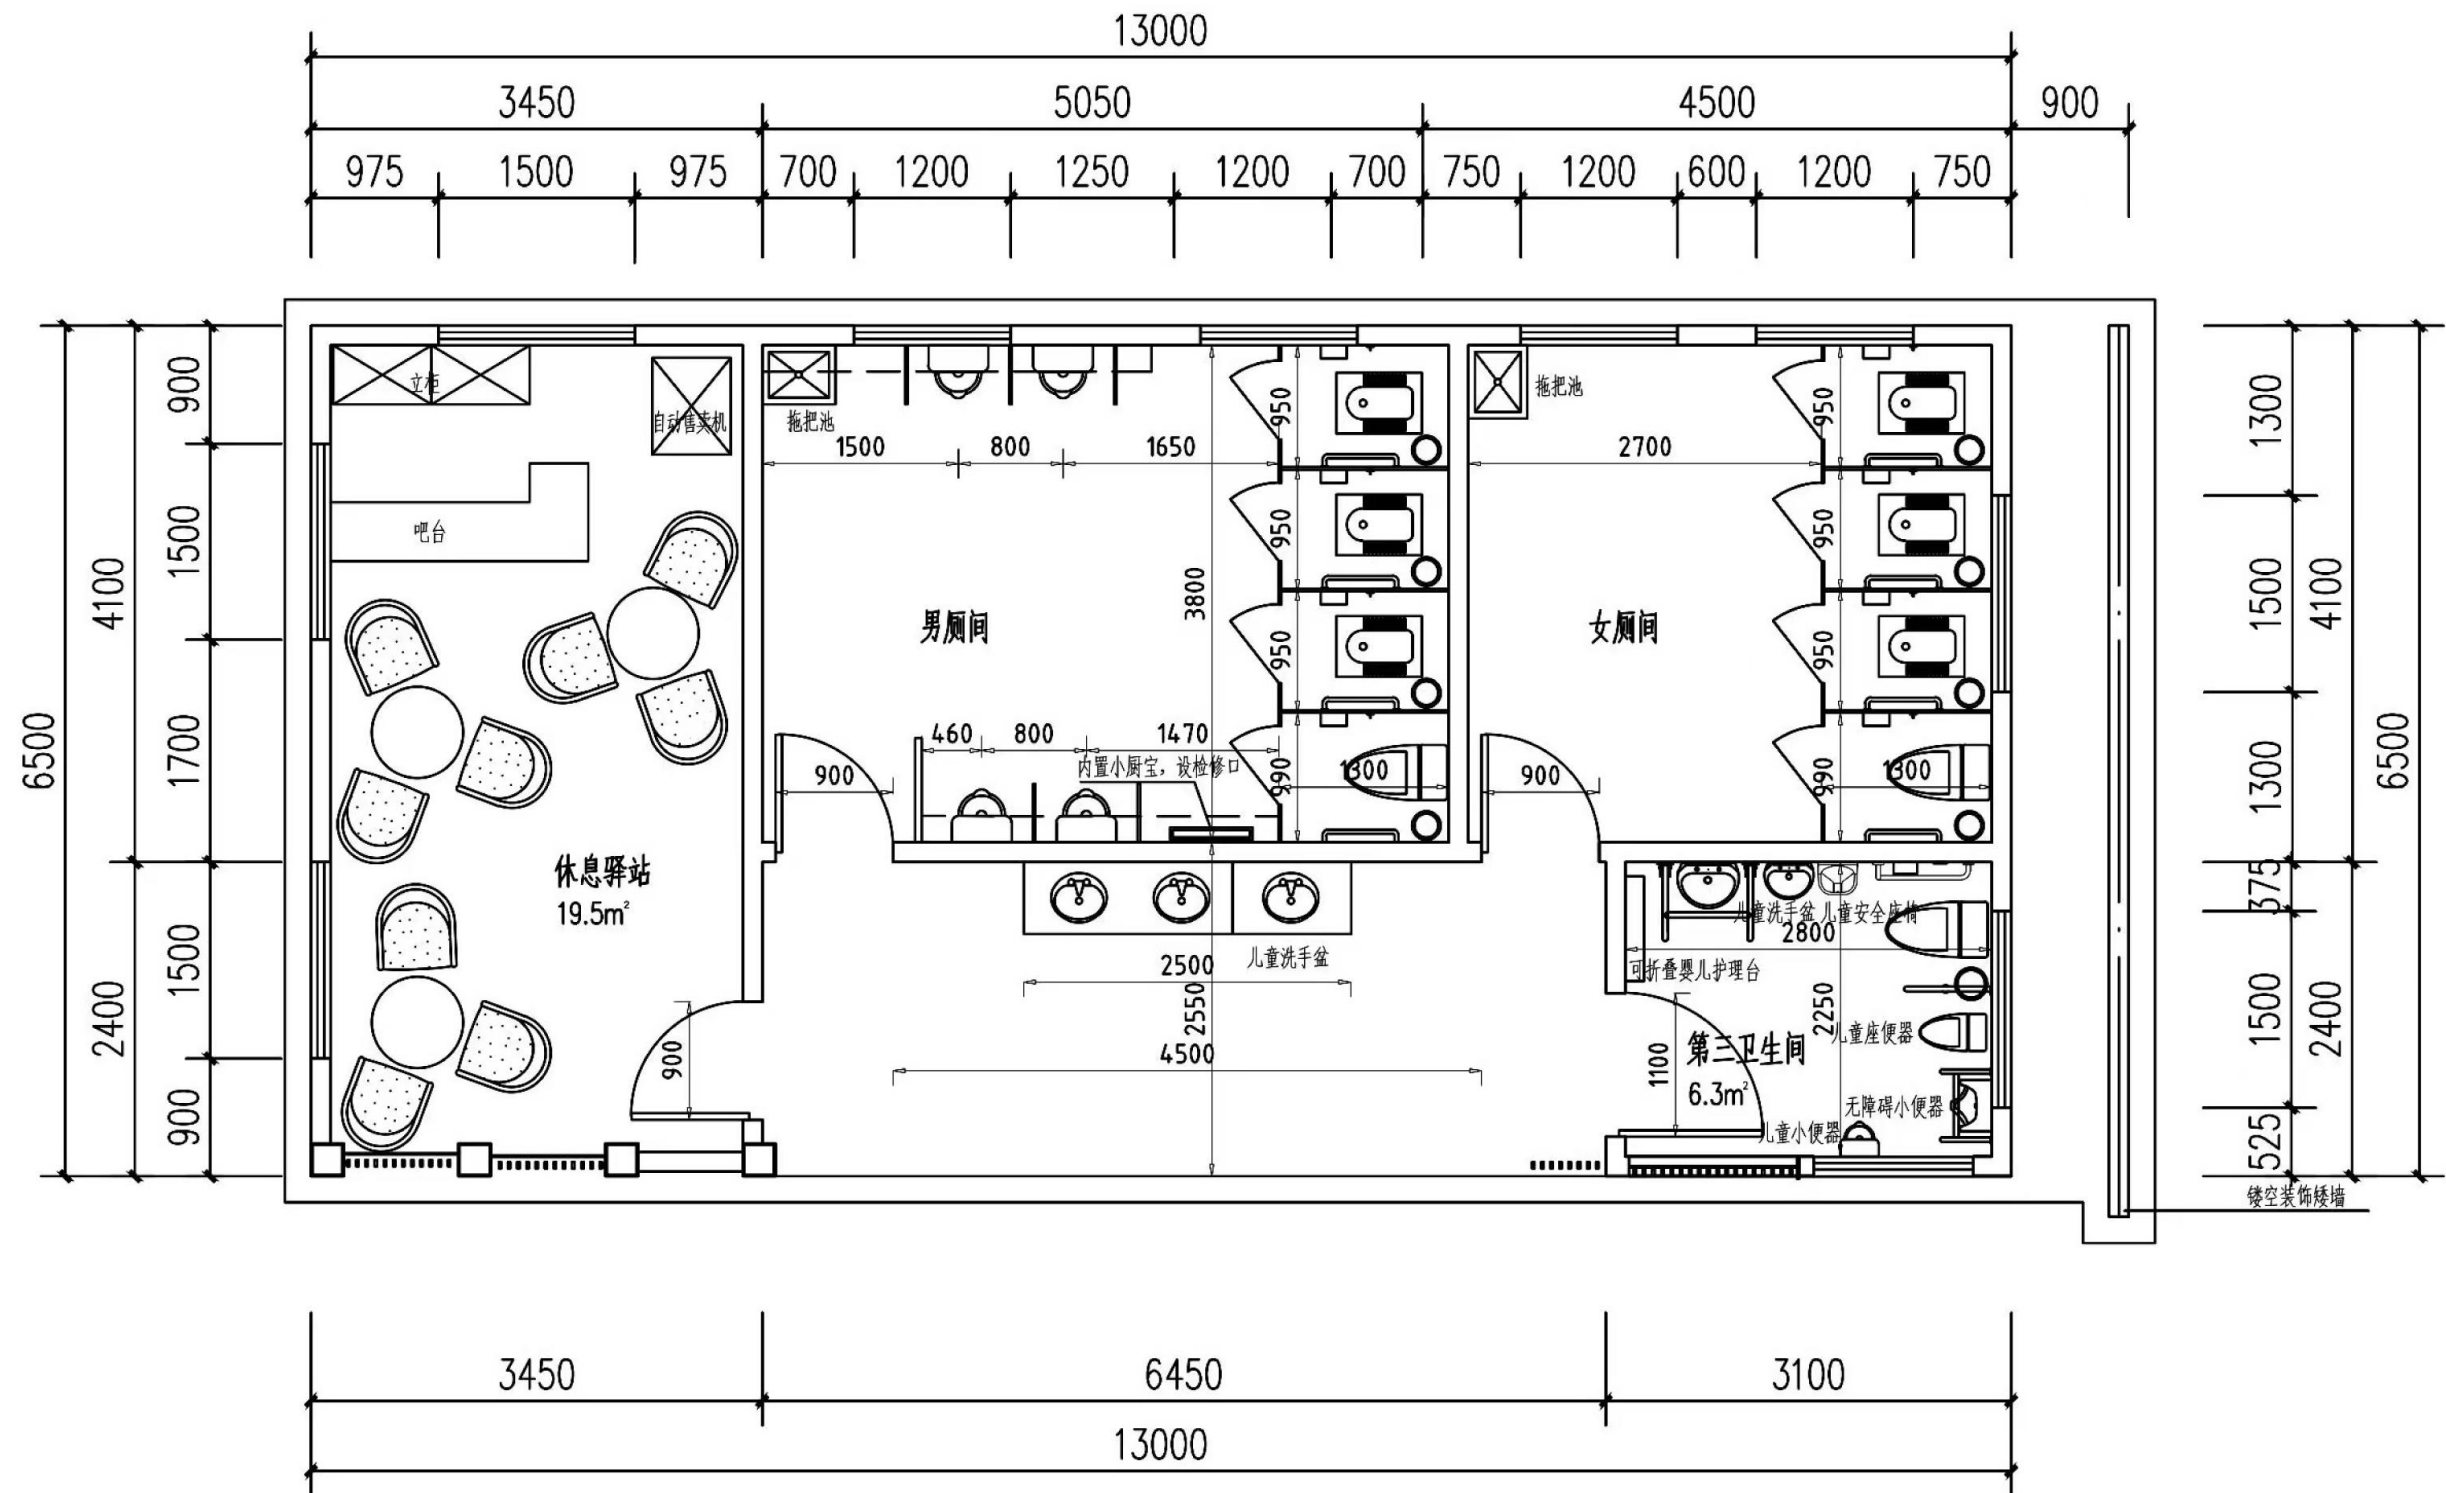 13000
3450 5050 4500 900
975 1500 975 700 1200 1250 1200 700 750 1200 600 1200 750
6500
4100
2400
900
1500
1700
1500
900
立柜
自动售卖机
吧台
休息驿站
19.5m²
900
拖把池
1500 800 1650
男厕间
3800
950
950
950
990
1300
460 800 1470
内置小厨宝，设检修口
900
拖把池
2700
女厕间
950
950
950
990
1300
900
儿童洗手盆
2500
2550
4500
儿童洗手盆 儿童安全座椅
2800
可折叠婴儿护理台
2250
儿童座便器
第三卫生间
6.3m²
1100
无障碍小便器
儿童小便器
1300
1500
1300
375
1500
525
4100
2400
6500
镂空装饰矮墙
3450 6450 3100
13000